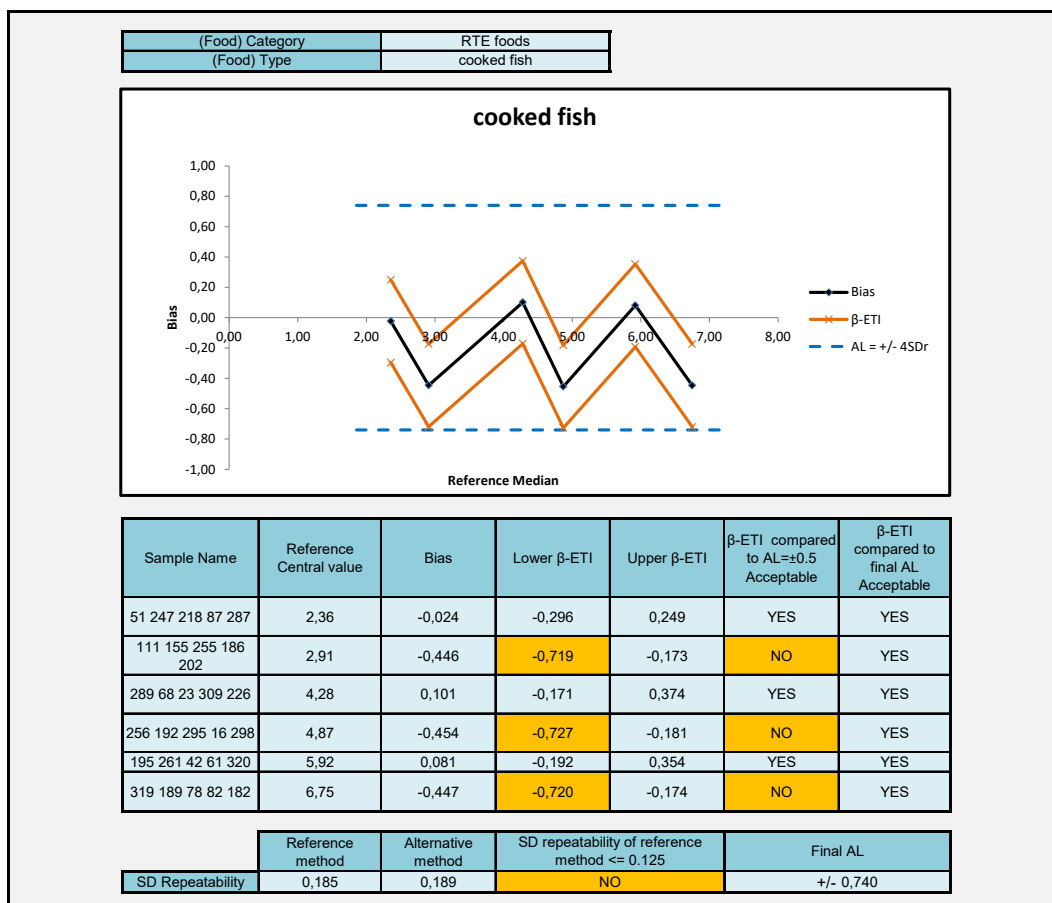 (Food) Category RTE foods
(Food) Type cooked fish
cooked fish
1,00
0,80
0,60
0,40
0,20
0,00
-0,20
-0,40
-0,60
-0,80
-1,00
Bias
0,00 1,00 2,00 3,00 4,00 5,00 6,00 7,00 8,00
Reference Median
Bias
β-ETI
AL = +/- 4SDr
Sample Name Reference Central value Bias Lower β-ETI Upper β-ETI β-ETI compared to AL=±0.5 Acceptable β-ETI compared to final AL Acceptable
51 247 218 87 287 2,36 -0,024 -0,296 0,249 YES YES
111 155 255 186 202 2,91 -0,446 -0,719 -0,173 NO YES
289 68 23 309 226 4,28 0,101 -0,171 0,374 YES YES
256 192 295 16 298 4,87 -0,454 -0,727 -0,181 NO YES
195 261 42 61 320 5,92 0,081 -0,192 0,354 YES YES
319 189 78 82 182 6,75 -0,447 -0,720 -0,174 NO YES
Reference method Alternative method SD repeatability of reference method <= 0.125 Final AL
SD Repeatability 0,185 0,189 NO +/- 0,740